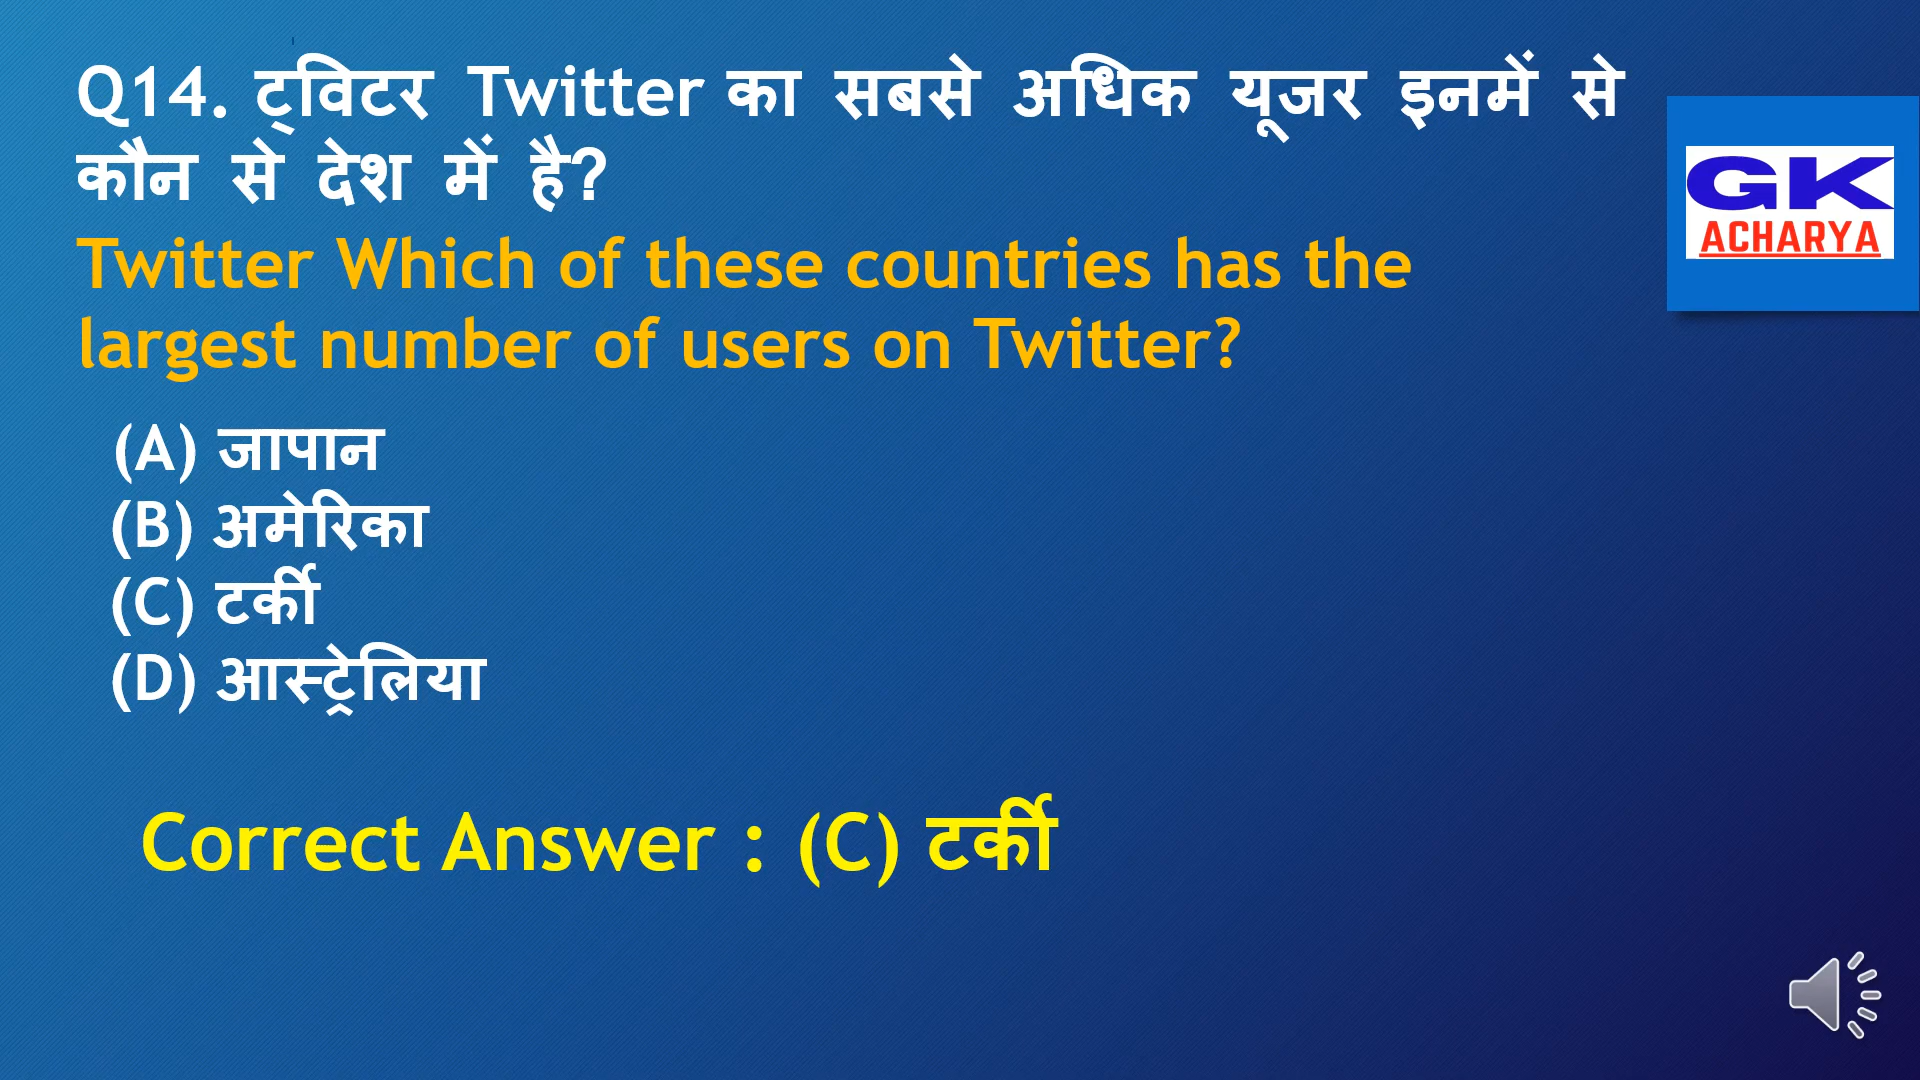 Q14. ट्विटर Twitter का सबसे अधिक यूजर इनमें से
कौन से देश में है?
Twitter Which of these countries has the
largest number of users on Twitter?
GK
ACHARYA
(A) जापान
(B) अमेरिका
(C) टर्की
(D) आस्ट्रेलिया
Correct Answer : (C) टर्की